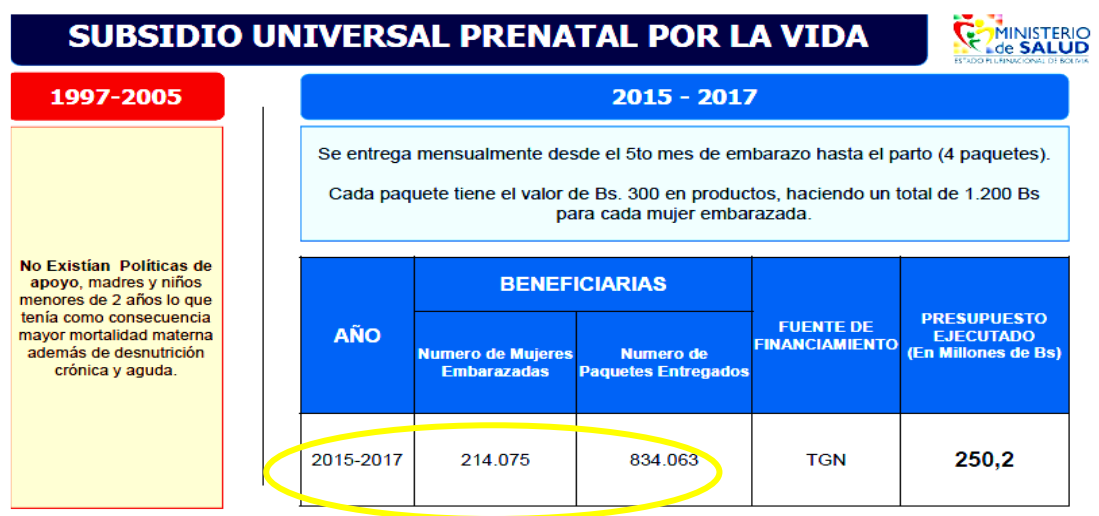 SUBSIDIO UNIVERSAL PRENATAL POR LA VIDA
MINISTERIO
de SALUD
ESTADO PLURINACIONAL DE BOLIVIA
1997-2005
No Existían Políticas de
apoyo, madres y niños
menores de 2 años lo que
tenía como consecuencia
mayor mortalidad materna
además de desnutrición
crónica y aguda.
2015 - 2017
Se entrega mensualmente desde el 5to mes de embarazo hasta el parto (4 paquetes).
Cada paquete tiene el valor de Bs. 300 en productos, haciendo un total de 1.200 Bs
para cada mujer embarazada.
AÑO
BENEFICIARIAS
Numero de Mujeres
Embarazadas
Numero de
Paquetes Entregados
FUENTE DE
FINANCIAMIENTO
PRESUPUESTO
EJECUTADO
(En Millones de Bs)
2015-2017 214.075 834.063 TGN 250,2